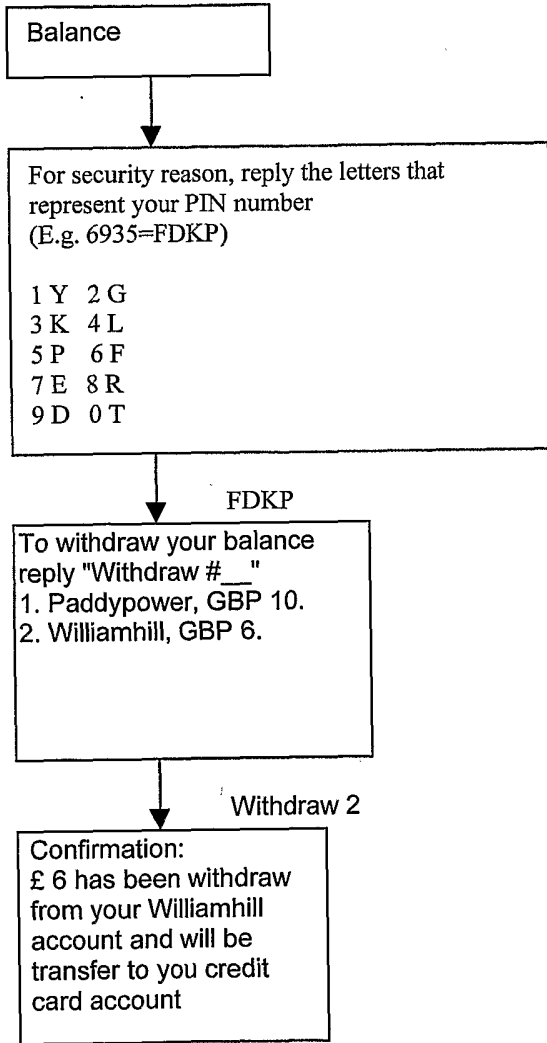 Balance
For security reason, reply the letters that
represent your PIN number
(E.g. 6935=FDKP)
1 Y 2 G
3 K 4 L
5 P 6 F
7 E 8 R
9 D 0 T
FDKP
To withdraw your balance
reply "Withdraw #__"
1. Paddypower, GBP 10.
2. Williamhill, GBP 6.
Withdraw 2
Confirmation:
£ 6 has been withdraw
from your Williamhill
account and will be
transfer to you credit
card account